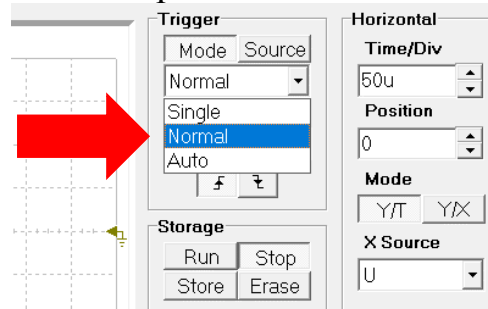 Trigger
Mode Source
Normal
Single
Normal
Auto
Storage
Run Stop
Store Erase
Horizontal
Time/Div
50u
Position
0
Mode
Y/T Y/X
X Source
U